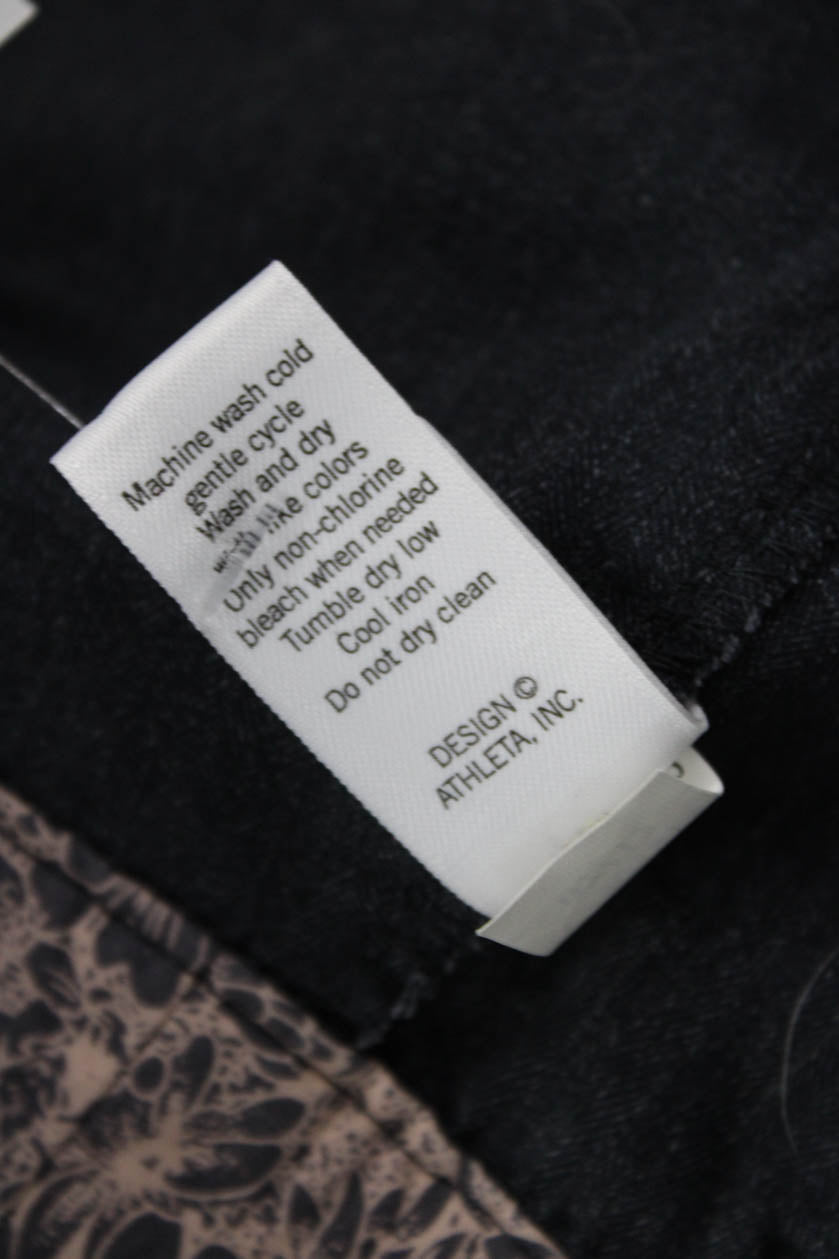 Machine wash cold
gentle cycle
Wash and dry
with like colors
Only non-chlorine
bleach when needed
Tumble dry low
Cool iron
Do not dry clean
DESIGN ©
ATHLETA, INC.